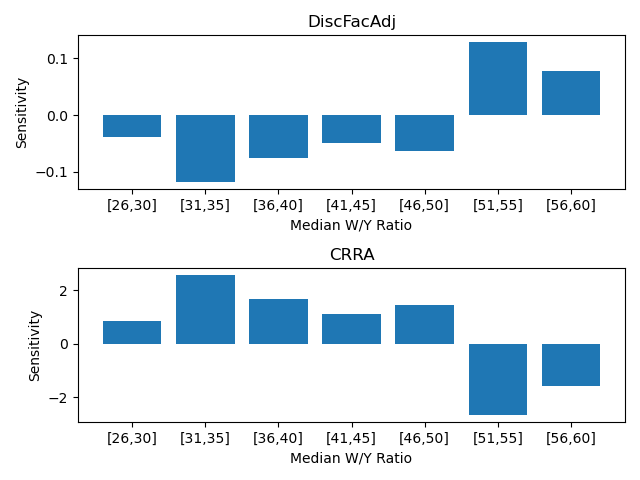 DiscFacAdj
0.1
0.0
−0.1
Sensitivity
[26,30] [31,35] [36,40] [41,45] [46,50] [51,55] [56,60]
Median W/Y Ratio
CRRA
2
0
−2
Sensitivity
[26,30] [31,35] [36,40] [41,45] [46,50] [51,55] [56,60]
Median W/Y Ratio